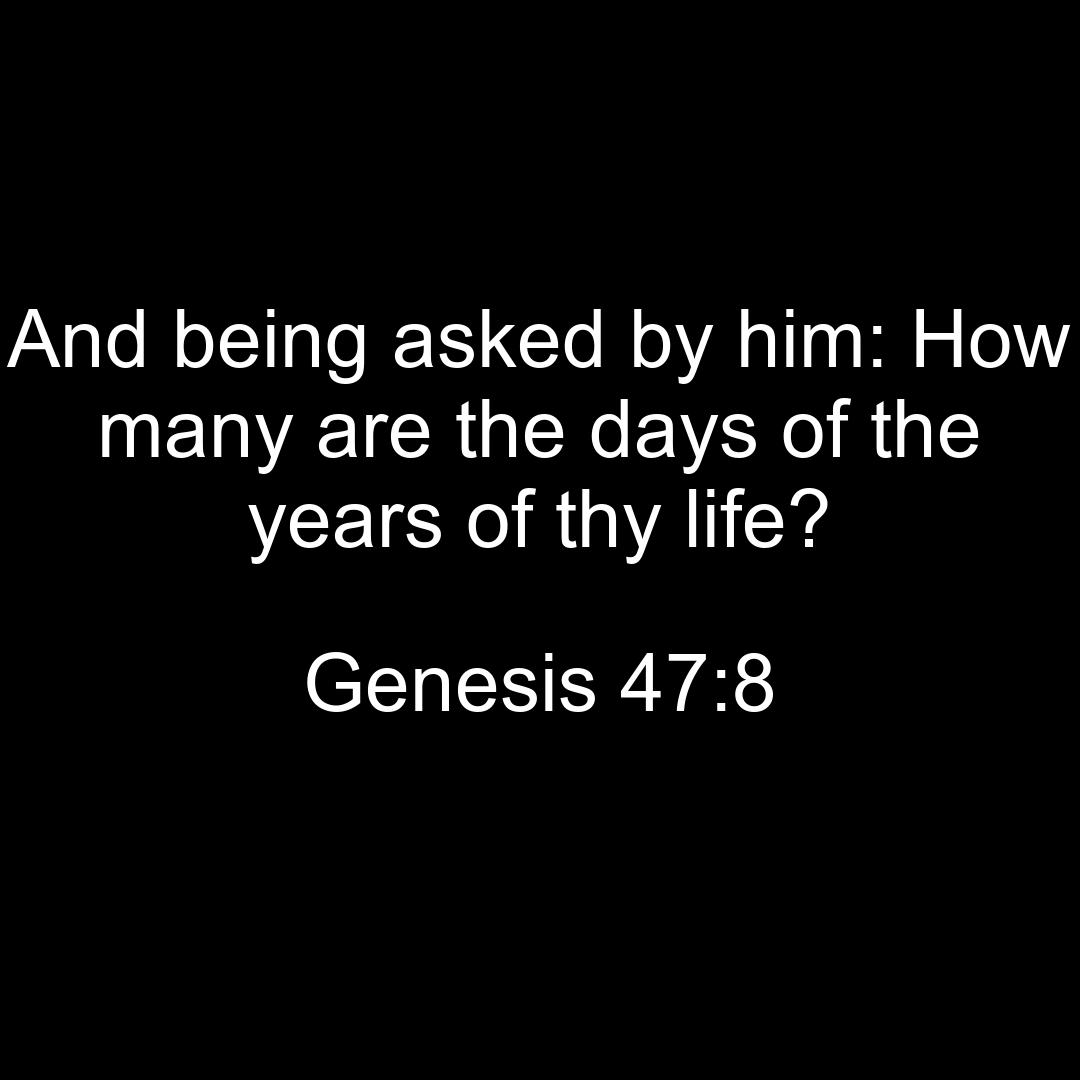 And being asked by him: How
many are the days of the
years of thy life?
Genesis 47:8